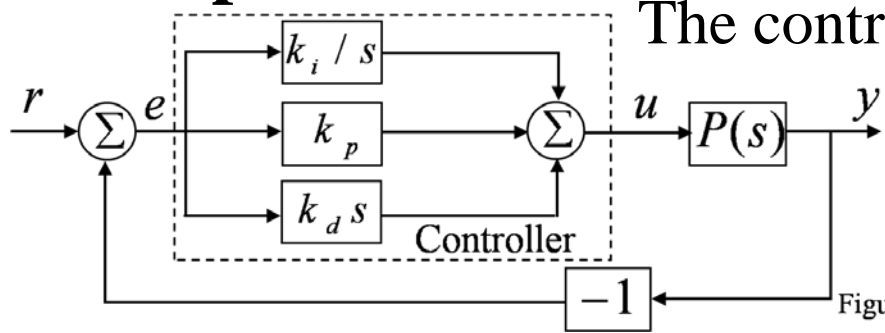 The contr
k_i / s
r
e
Σ
k_p
Σ
u
P(s)
y
k_d s
Controller
−1
Figu